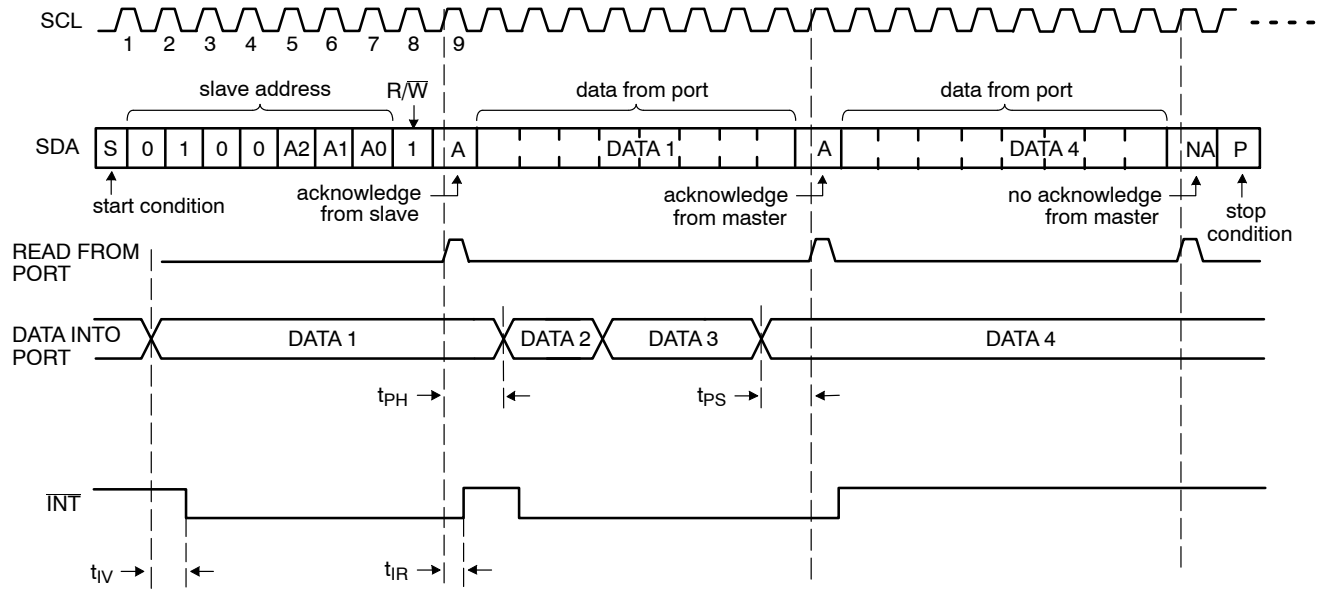 SCL
1 2 3 4 5 6 7 8 9
slave address
R/W̅
data from port
data from port
SDA
S 0 1 0 0 A2 A1 A0 1 A DATA 1 A DATA 4 NA P
start condition
acknowledge
from slave
acknowledge
from master
no acknowledge
from master
stop
condition
READ FROM
PORT
DATA INTO
PORT
DATA 1 DATA 2 DATA 3 DATA 4
tPH
tPS
I̅N̅T̅
tIV
tIR